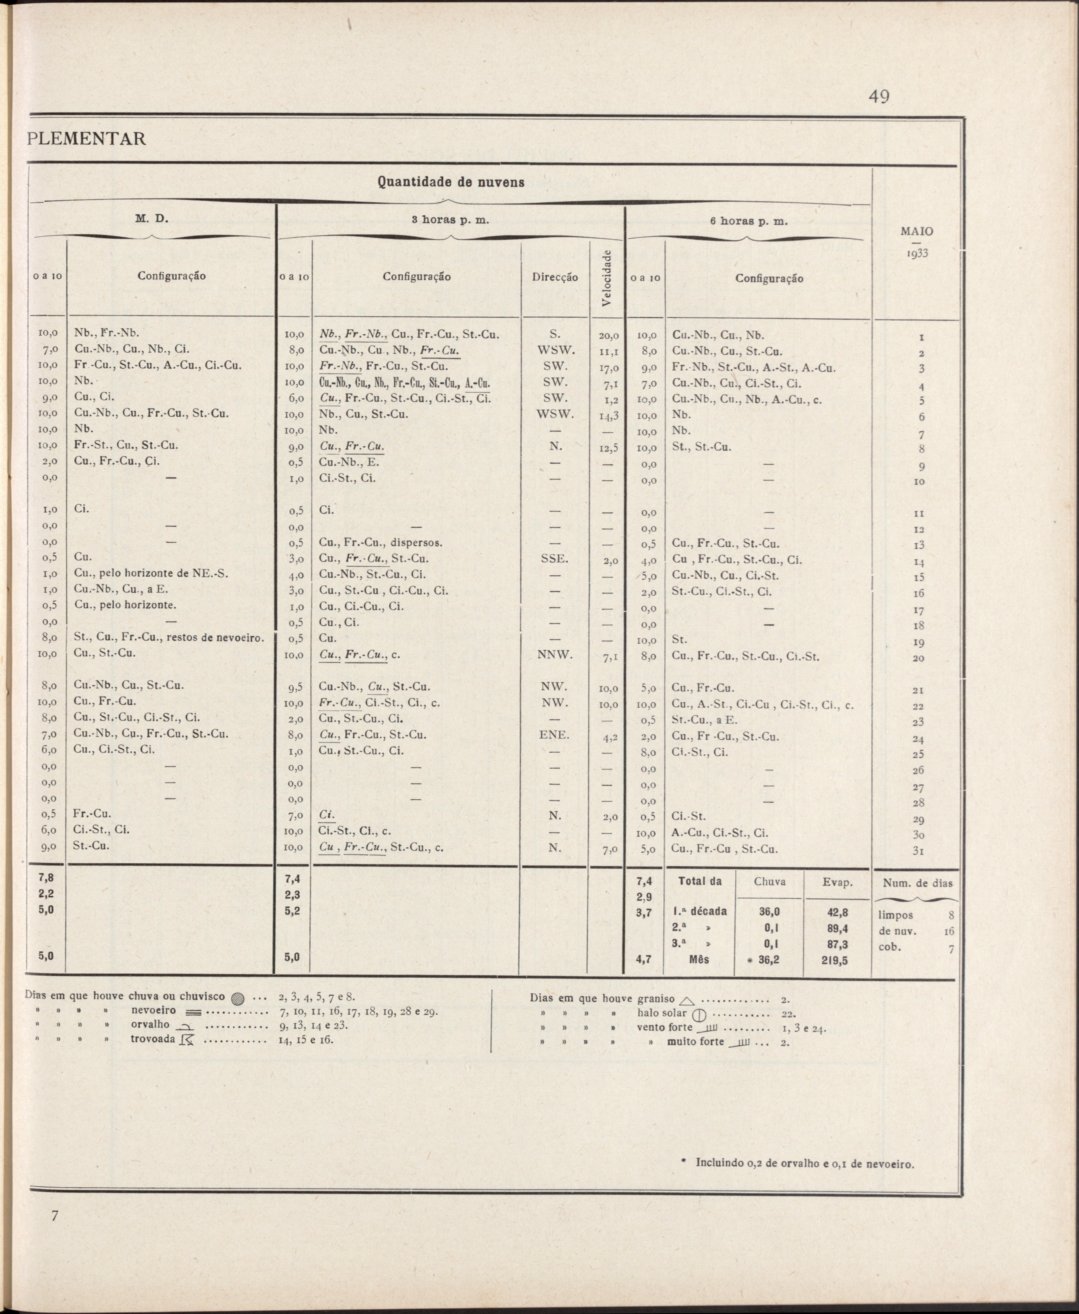 49
PLEMENTAR
Quantidade de nuvens
M. D. 3 horas p. m. 6 horas p. m. MAIO
1933
0 a 10 Configuração 0 a 10 Configuração Direcção Velocidade 0 a 10 Configuração
10,0 Nb., Fr.-Nb. 10,0 Nb., Fr.-Nb., Cu., Fr.-Cu., St.-Cu. S. 20,0 10,0 Cu.-Nb., Cu., Nb. 1
7,0 Cu.-Nb., Cu., Nb., Ci. 8,0 Cu.-Nb., Cu , Nb., Fr.-Cu. WSW. 11,1 8,0 Cu.-Nb., Cu., St.-Cu. 2
10,0 Fr -Cu., St.-Cu., A.-Cu., Ci.-Cu. 10,0 Fr.-Nb., Fr.-Cu., St.-Cu. SW. 17,0 9,0 Fr.-Nb., St.-Cu., A.-St., A.-Cu. 3
10,0 Nb. 10,0 Cu.-Nb., Cu., Nb., Fr.-Cu., St.-Cu., A.-Cu. SW. 7,1 7,0 Cu.-Nb., Cu., Ci.-St., Ci. 4
9,0 Cu., Ci. 6,0 Cu., Fr.-Cu., St.-Cu., Ci.-St., Ci. SW. 1,2 10,0 Cu.-Nb., Cu., Nb., A.-Cu., c. 5
10,0 Cu.-Nb., Cu., Fr.-Cu., St.-Cu. 10,0 Nb., Cu., St.-Cu. WSW. 14,3 10,0 Nb. 6
10,0 Nb. 10,0 Nb. — — 10,0 Nb. 7
10,0 Fr.-St., Cu., St.-Cu. 9,0 Cu., Fr.-Cu. N. 12,5 10,0 St., St.-Cu. 8
2,0 Cu., Fr.-Cu., Ci. 0,5 Cu.-Nb., E. — — 0,0 — 9
0,0 — 1,0 Ci.-St., Ci. — — 0,0 — 10
1,0 Ci. 0,5 Ci. — — 0,0 — 11
0,0 — 0,0 — — — 0,0 — 12
0,0 — 0,5 Cu., Fr.-Cu., dispersos. — — 0,5 Cu., Fr.-Cu., St.-Cu. 13
0,5 Cu. 3,0 Cu., Fr.-Cu., St.-Cu. SSE. 2,0 4,0 Cu , Fr.-Cu., St.-Cu., Ci. 14
1,0 Cu., pelo horizonte de NE.-S. 4,0 Cu.-Nb., St.-Cu., Ci. — — 5,0 Cu.-Nb., Cu., Ci.-St. 15
1,0 Cu.-Nb., Cu., a E. 3,0 Cu., St.-Cu , Ci.-Cu., Ci. — — 2,0 St.-Cu., Ci.-St., Ci. 16
0,5 Cu., pelo horizonte. 1,0 Cu., Ci.-Cu., Ci. — — 0,0 — 17
0,0 — 0,5 Cu., Ci. — — 0,0 — 18
8,0 St., Cu., Fr.-Cu., restos de nevoeiro. 0,5 Cu. — — 10,0 St. 19
10,0 Cu., St.-Cu. 10,0 Cu., Fr.-Cu., c. NNW. 7,1 8,0 Cu., Fr.-Cu., St.-Cu., Ci.-St. 20
8,0 Cu.-Nb., Cu., St.-Cu. 9,5 Cu.-Nb., Cu., St.-Cu. NW. 10,0 5,0 Cu., Fr.-Cu. 21
10,0 Cu., Fr.-Cu. 10,0 Fr.-Cu., Ci.-St., Ci., c. NW. 10,0 10,0 Cu., A.-St., Ci.-Cu , Ci.-St., Ci., c. 22
8,0 Cu., St.-Cu., Ci.-St., Ci. 2,0 Cu., St.-Cu., Ci. — — 0,5 St.-Cu., a E. 23
7,0 Cu.-Nb., Cu., Fr.-Cu., St.-Cu. 8,0 Cu., Fr.-Cu., St.-Cu. ENE. 4,2 2,0 Cu., Fr -Cu., St.-Cu. 24
6,0 Cu., Ci.-St., Ci. 1,0 Cu., St.-Cu., Ci. — — 8,0 Ci.-St., Ci. 25
0,0 — 0,0 — — — 0,0 — 26
0,0 — 0,0 — — — 0,0 — 27
0,0 — 0,0 — — — 0,0 — 28
0,5 Fr.-Cu. 7,0 Ci. N. 2,0 0,5 Ci.-St. 29
6,0 Ci.-St., Ci. 10,0 Ci.-St., Ci., c. — — 10,0 A.-Cu., Ci.-St., Ci. 30
9,0 St.-Cu. 10,0 Cu , Fr.-Cu., St.-Cu., c. N. 7,0 5,0 Cu., Fr.-Cu , St.-Cu. 31
7,8 7,4 7,4 Total da Chuva Evap. Num. de dias
2,2 2,3 2,9
5,0 5,2 3,7 1.ª década 36,0 42,8 limpos 8
2.ª » 0,1 89,4 de nuv. 16
3.ª » 0,1 87,3 cob. 7
5,0 5,0 4,7 Mês * 36,2 219,5
Dias em que houve chuva ou chuvisco ... 2, 3, 4, 5, 7 e 8.
» » » » nevoeiro ............ 7, 10, 11, 16, 17, 18, 19, 28 e 29.
» » » » orvalho ............ 9, 13, 14 e 23.
» » » » trovoada ............ 14, 15 e 16.
Dias em que houve graniso ............. 2.
» » » » halo solar ........... 22.
» » » » vento forte ......... 1, 3 e 24.
» » » » » muito forte ... 2.
* Incluindo 0,2 de orvalho e 0,1 de nevoeiro.
7